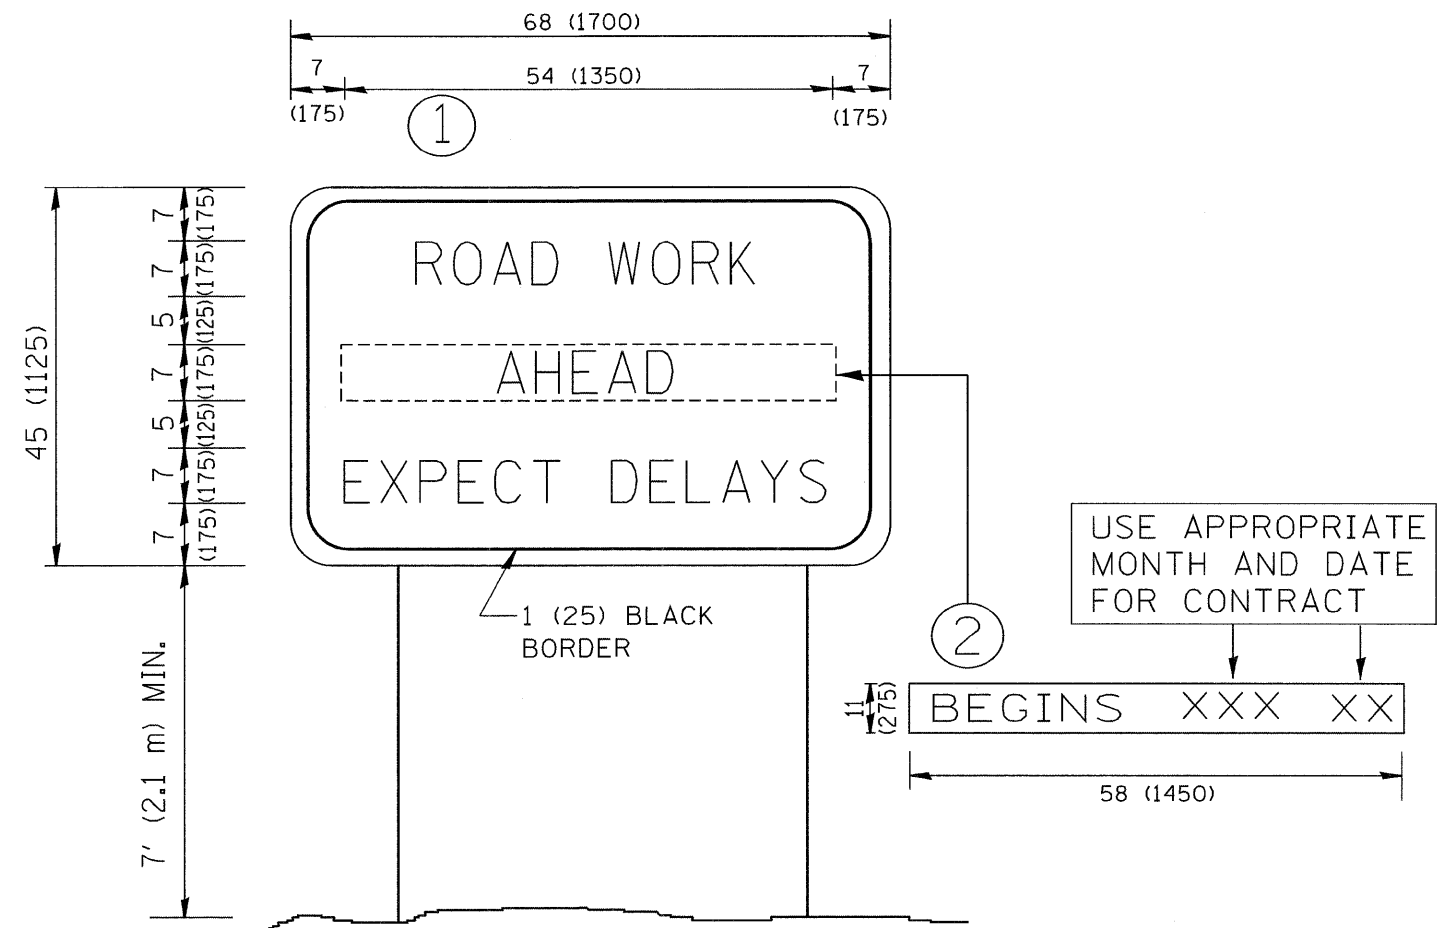 68 (1700)
7 54 (1350) 7
(175) (175)
1
ROAD WORK
AHEAD
EXPECT DELAYS
45 (1125)
7 (175)
7 (175)
5 (125)
7 (175)
5 (125)
7 (175)
7 (175)
7' (2.1 m) MIN.
1 (25) BLACK
BORDER
USE APPROPRIATE
MONTH AND DATE
FOR CONTRACT
2
11 (275)
BEGINS XXX XX
58 (1450)